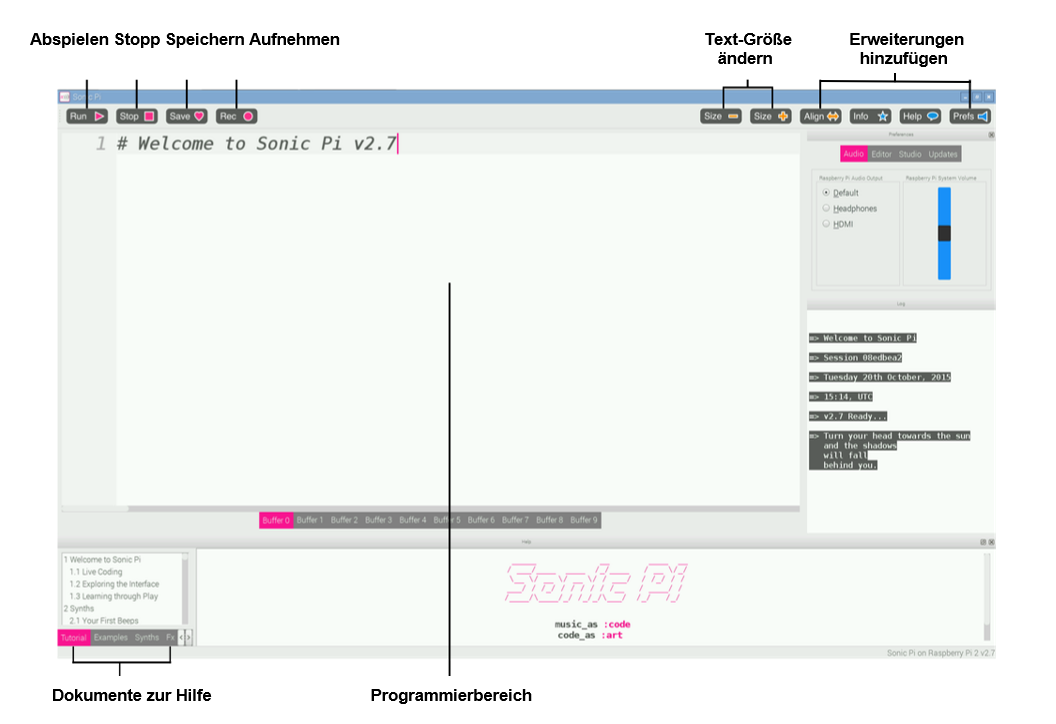 Abspielen Stopp Speichern Aufnehmen
Text-Größe
ändern
Erweiterungen
hinzufügen
Sonic Pi
Run Stop Save Rec Size Size Align Info Help Prefs
1 # Welcome to Sonic Pi v2.7
Preferences
Audio Editor Studio Updates
Raspberry Pi Audio Output Raspberry Pi System Volume
Default
Headphones
HDMI
Log
=> Welcome to Sonic Pi
=> Session 08edbea2
=> Tuesday 20th October, 2015
=> 15:14, UTC
=> v2.7 Ready...
=> Turn your head towards the sun
and the shadows
will fall
behind you.
Buffer 0 Buffer 1 Buffer 2 Buffer 3 Buffer 4 Buffer 5 Buffer 6 Buffer 7 Buffer 8 Buffer 9
Help
1 Welcome to Sonic Pi
1.1 Live Coding
1.2 Exploring the Interface
1.3 Learning through Play
2 Synths
2.1 Your First Beeps
Tutorial Examples Synths Fx
Sonic Pi
music_as :code
code_as :art
Sonic Pi on Raspberry Pi 2 v2.7
Dokumente zur Hilfe
Programmierbereich